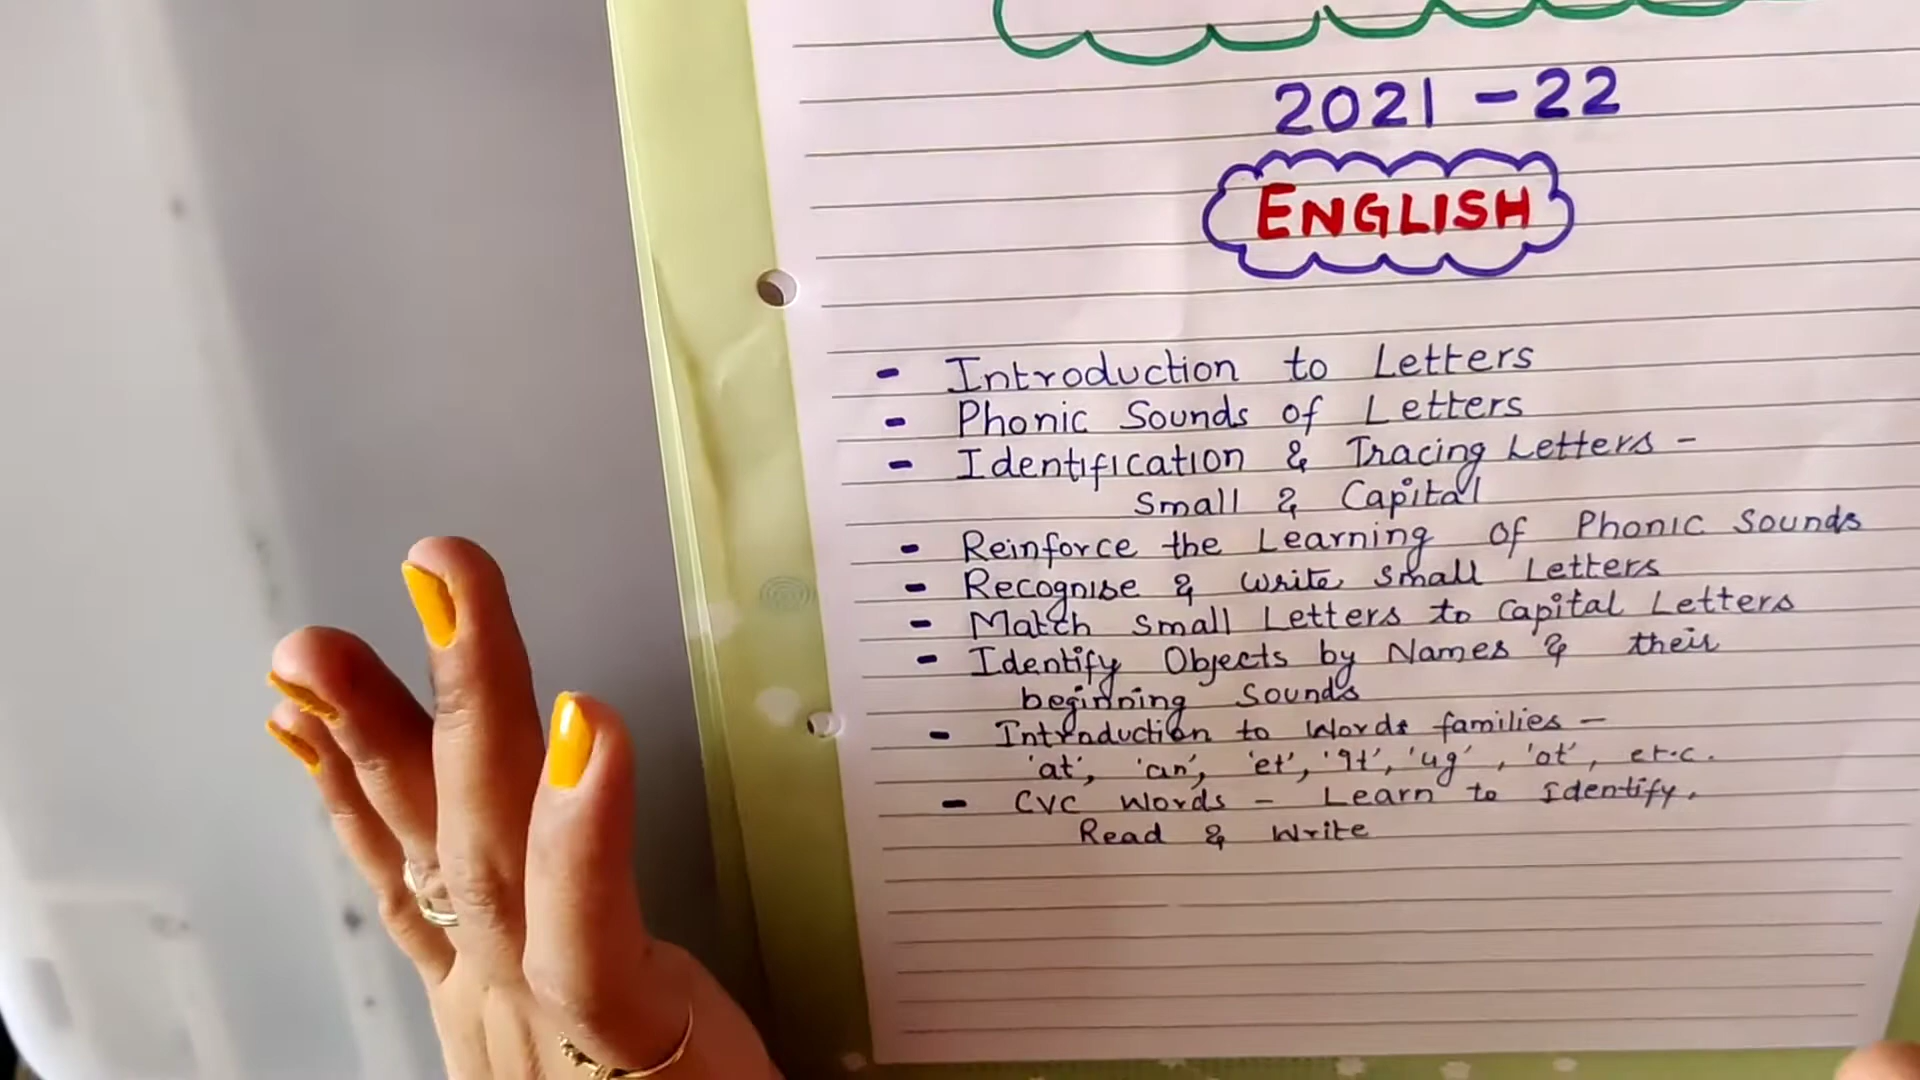 2021-22
ENGLISH
- Introduction to Letters
- Phonic Sounds of Letters
- Identification & Tracing Letters -
Small & Capital
- Reinforce the Learning of Phonic Sounds
- Recognise & write small Letters
- Match small Letters to Capital Letters
- Identify Objects by Names & their
beginning Sounds
- Introduction to Words families -
'at', 'an', 'et', 'it', 'ug', 'ot', et.c.
- CVC Words - Learn to Identify,
Read & Write